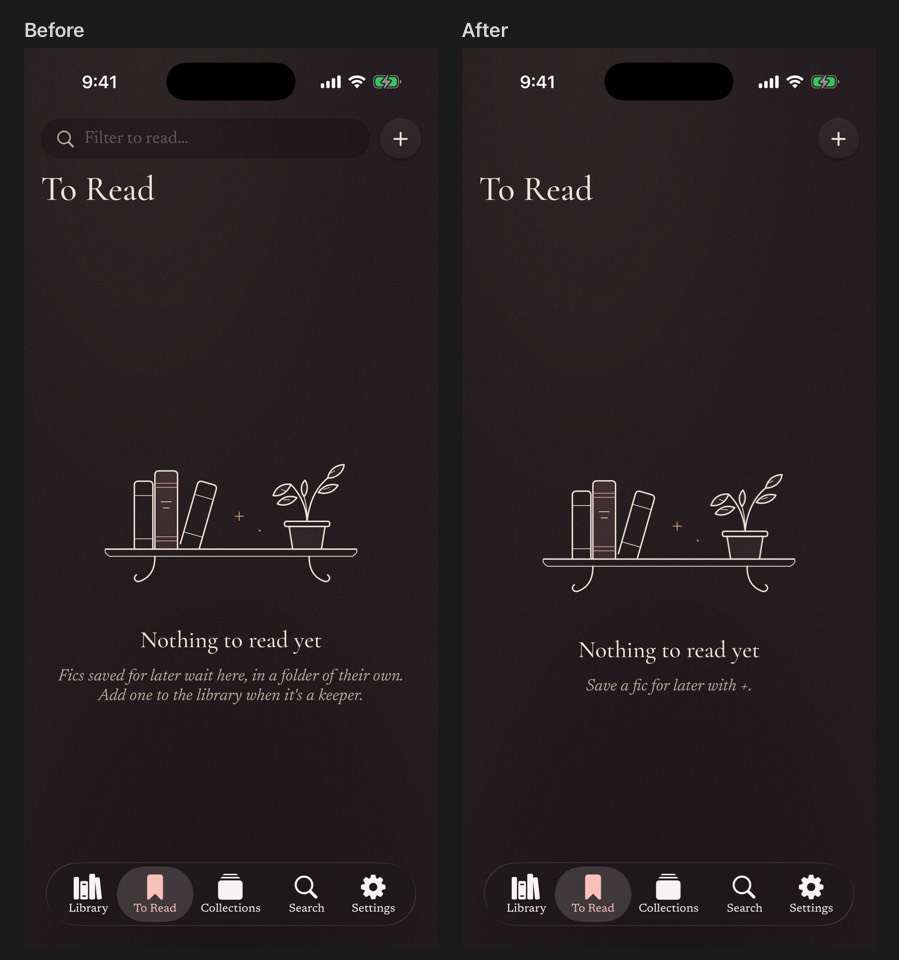 Before
9:41
Filter to read...
To Read
Nothing to read yet
Fics saved for later wait here, in a folder of their own.
Add one to the library when it's a keeper.
Library To Read Collections Search Settings
After
9:41
To Read
Nothing to read yet
Save a fic for later with +.
Library To Read Collections Search Settings